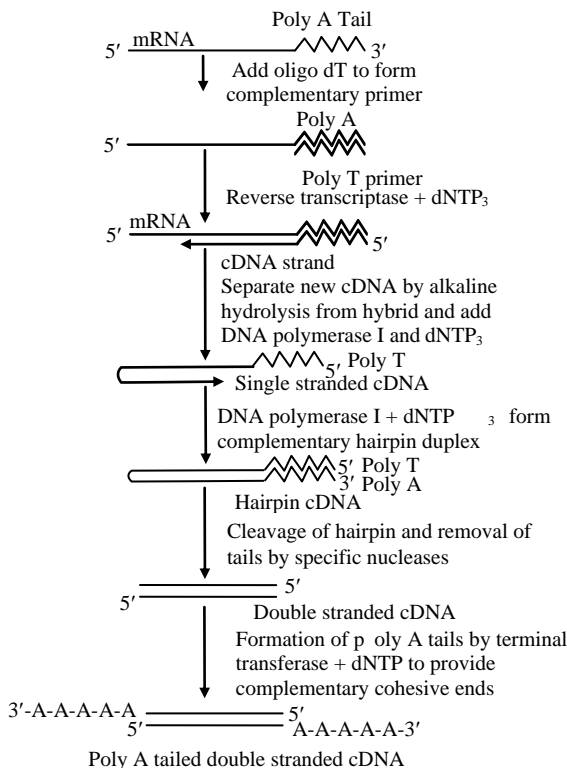 Poly A Tail
5′ mRNA 3′
Add oligo dT to form
complementary primer
Poly A
5′
Poly T primer
Reverse transcriptase + dNTP₃
5′ mRNA
5′
cDNA strand
Separate new cDNA by alkaline
hydrolysis from hybrid and add
DNA polymerase I and dNTP₃
5′ Poly T
Single stranded cDNA
DNA polymerase I + dNTP ₃ form
complementary hairpin duplex
5′ Poly T
3′ Poly A
Hairpin cDNA
Cleavage of hairpin and removal of
tails by specific nucleases
5′
5′
Double stranded cDNA
Formation of p oly A tails by terminal
transferase + dNTP to provide
complementary cohesive ends
3′-A-A-A-A-A 5′
5′ A-A-A-A-A-3′
Poly A tailed double stranded cDNA